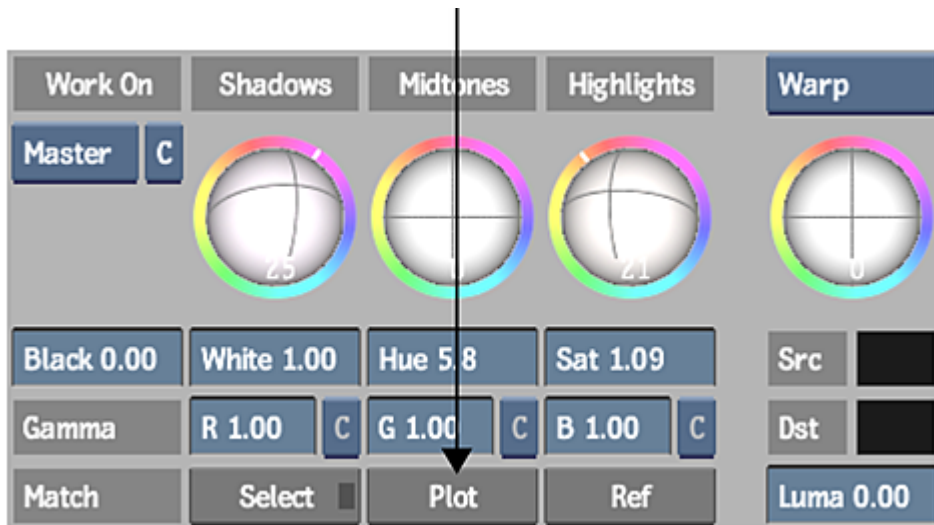 Work On Shadows Midtones Highlights Warp
Master C
25 0 21 0
Black 0.00 White 1.00 Hue 5.8 Sat 1.09 Src
Gamma R 1.00 C G 1.00 C B 1.00 C Dst
Match Select Plot Ref Luma 0.00